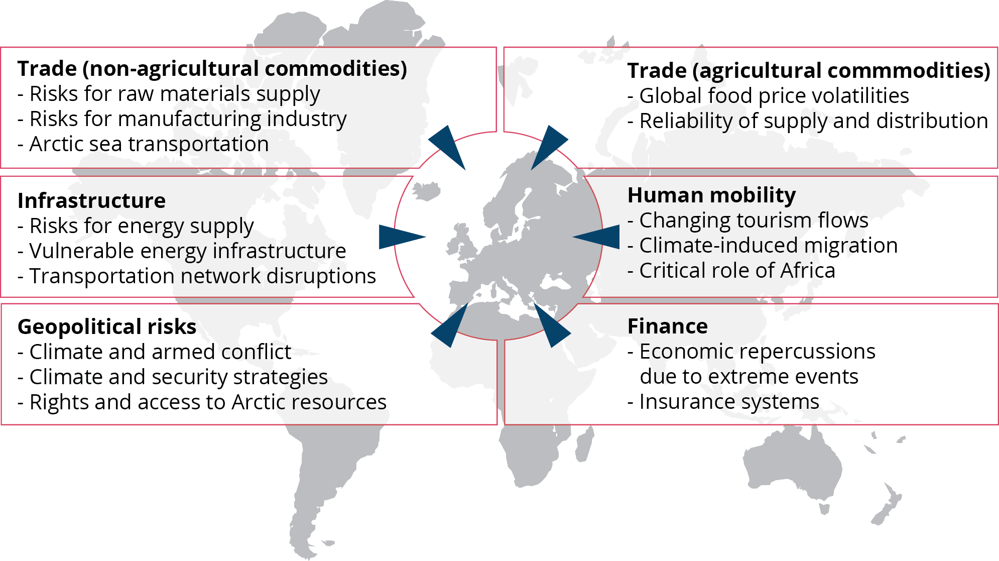 Trade (non-agricultural commodities)
- Risks for raw materials supply
- Risks for manufacturing industry
- Arctic sea transportation
Trade (agricultural commmodities)
- Global food price volatilities
- Reliability of supply and distribution
Infrastructure
- Risks for energy supply
- Vulnerable energy infrastructure
- Transportation network disruptions
Human mobility
- Changing tourism flows
- Climate-induced migration
- Critical role of Africa
Geopolitical risks
- Climate and armed conflict
- Climate and security strategies
- Rights and access to Arctic resources
Finance
- Economic repercussions
due to extreme events
- Insurance systems